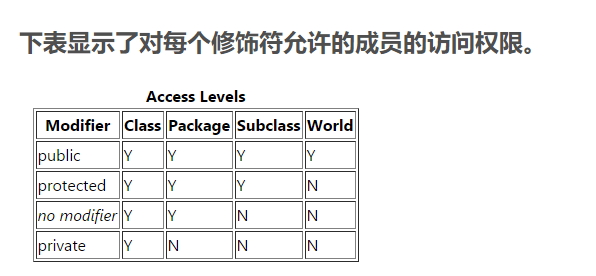 下表显示了对每个修饰符允许的成员的访问权限。
Access Levels
Modifier Class Package Subclass World
public Y Y Y Y
protected Y Y Y N
no modifier Y Y N N
private Y N N N